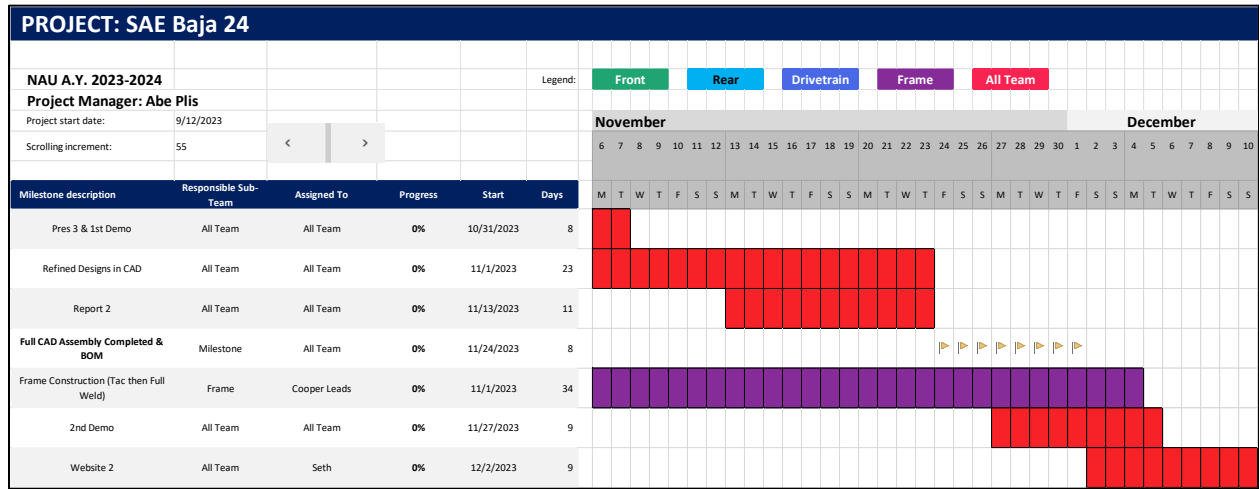 PROJECT: SAE Baja 24
NAU A.Y. 2023-2024
Legend: Front Rear Drivetrain Frame All Team
Project Manager: Abe Plis
Project start date: 9/12/2023
November December
Scrolling increment: 55
6 7 8 9 10 11 12 13 14 15 16 17 18 19 20 21 22 23 24 25 26 27 28 29 30 1 2 3 4 5 6 7 8 9 10
Milestone description Responsible Sub-Team Assigned To Progress Start Days
M T W T F S S M T W T F S S M T W T F S S M T W T F S S M T W T F S S
Pres 3 & 1st Demo All Team All Team 0% 10/31/2023 8
Refined Designs in CAD All Team All Team 0% 11/1/2023 23
Report 2 All Team All Team 0% 11/13/2023 11
Full CAD Assembly Completed & BOM Milestone All Team 0% 11/24/2023 8
Frame Construction (Tac then Full Weld) Frame Cooper Leads 0% 11/1/2023 34
2nd Demo All Team All Team 0% 11/27/2023 9
Website 2 All Team Seth 0% 12/2/2023 9